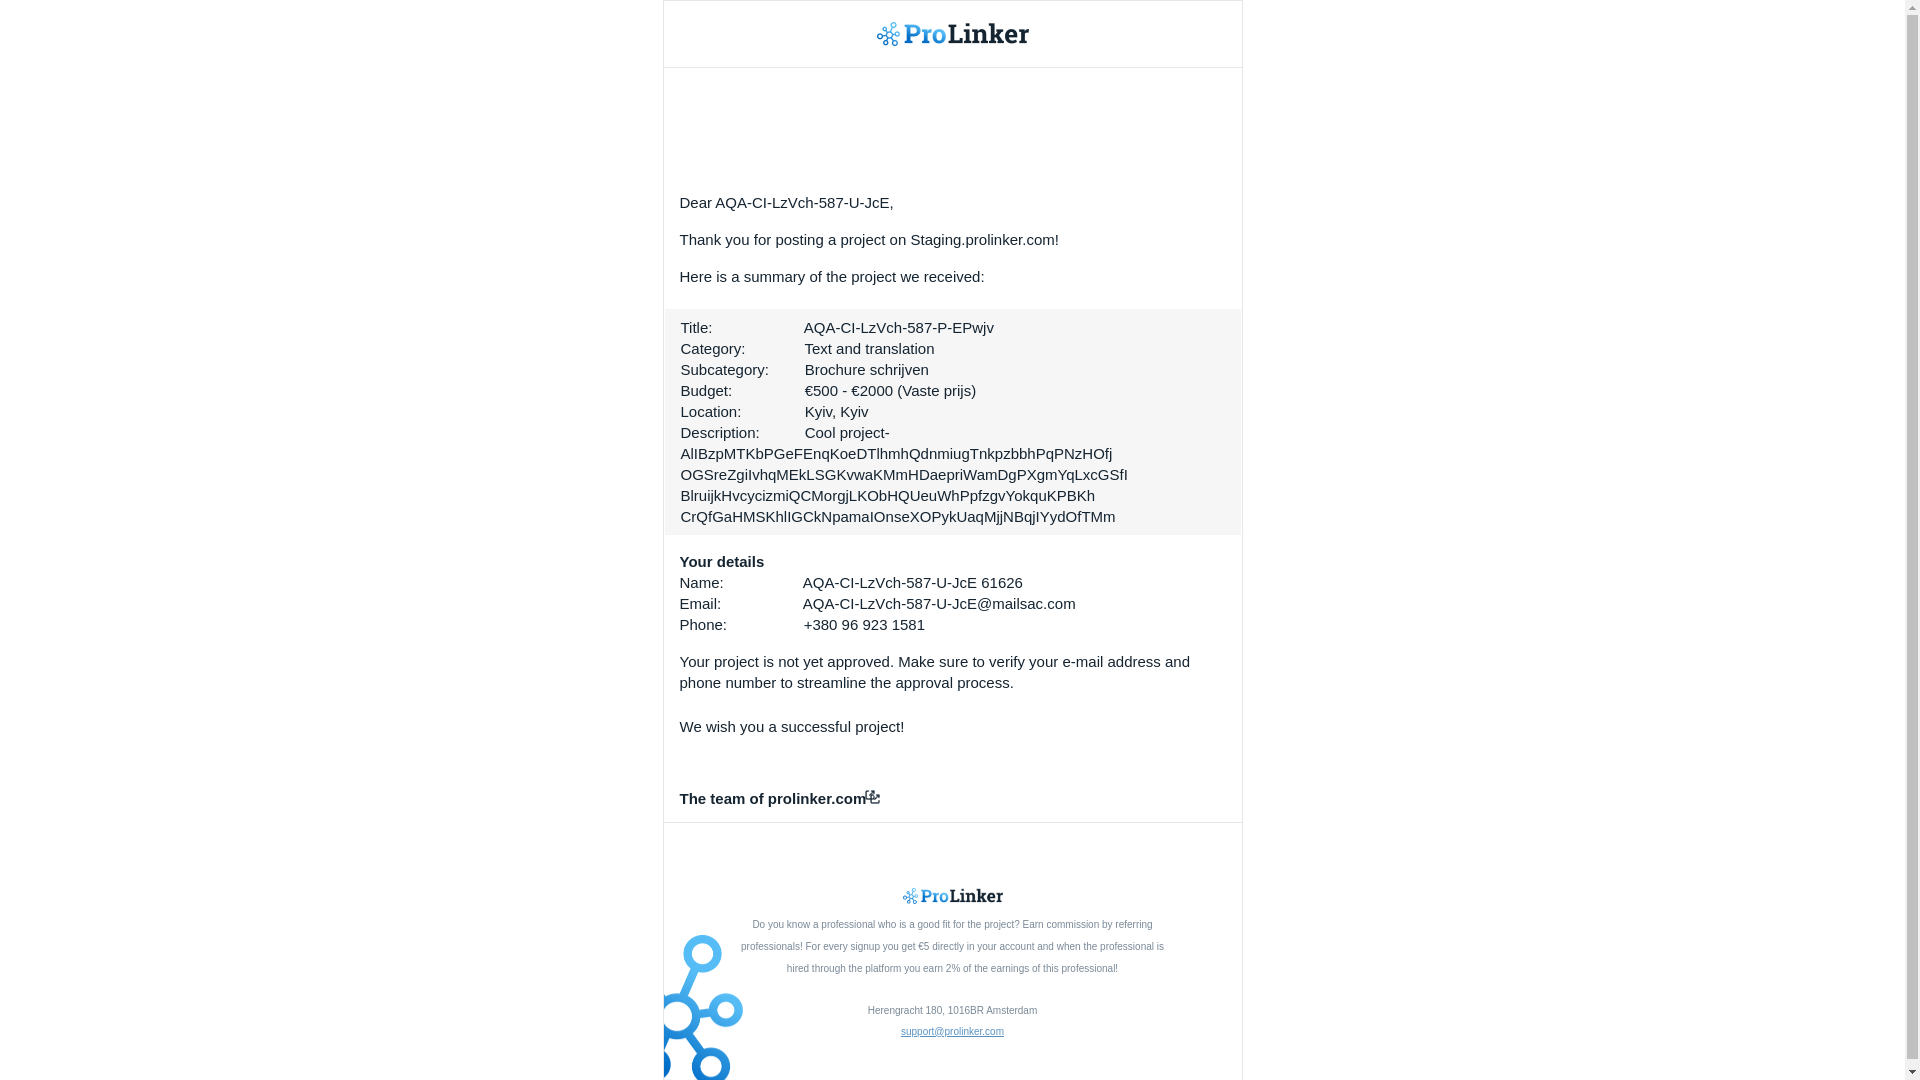 ProLinker
Dear AQA-CI-LzVch-587-U-JcE,
Thank you for posting a project on Staging.prolinker.com!
Here is a summary of the project we received:
Title: AQA-CI-LzVch-587-P-EPwjv
Category: Text and translation
Subcategory: Brochure schrijven
Budget: €500 - €2000 (Vaste prijs)
Location: Kyiv, Kyiv
Description: Cool project-
AlIBzpMTKbPGeFEnqKoeDTlhmhQdnmiugTnkpzbbhPqPNzHOfj
OGSreZgiIvhqMEkLSGKvwaKMmHDaepriWamDgPXgmYqLxcGSfI
BlruijkHvcycizmiQCMorgjLKObHQUeuWhPpfzgvYokquKPBKh
CrQfGaHMSKhlIGCkNpamaIOnseXOPykUaqMjjNBqjIYydOfTMm
Your details
Name: AQA-CI-LzVch-587-U-JcE 61626
Email: AQA-CI-LzVch-587-U-JcE@mailsac.com
Phone: +380 96 923 1581
Your project is not yet approved. Make sure to verify your e-mail address and
phone number to streamline the approval process.
We wish you a successful project!
The team of prolinker.com
ProLinker
Do you know a professional who is a good fit for the project? Earn commission by referring
professionals! For every signup you get €5 directly in your account and when the professional is
hired through the platform you earn 2% of the earnings of this professional!
Herengracht 180, 1016BR Amsterdam
support@prolinker.com